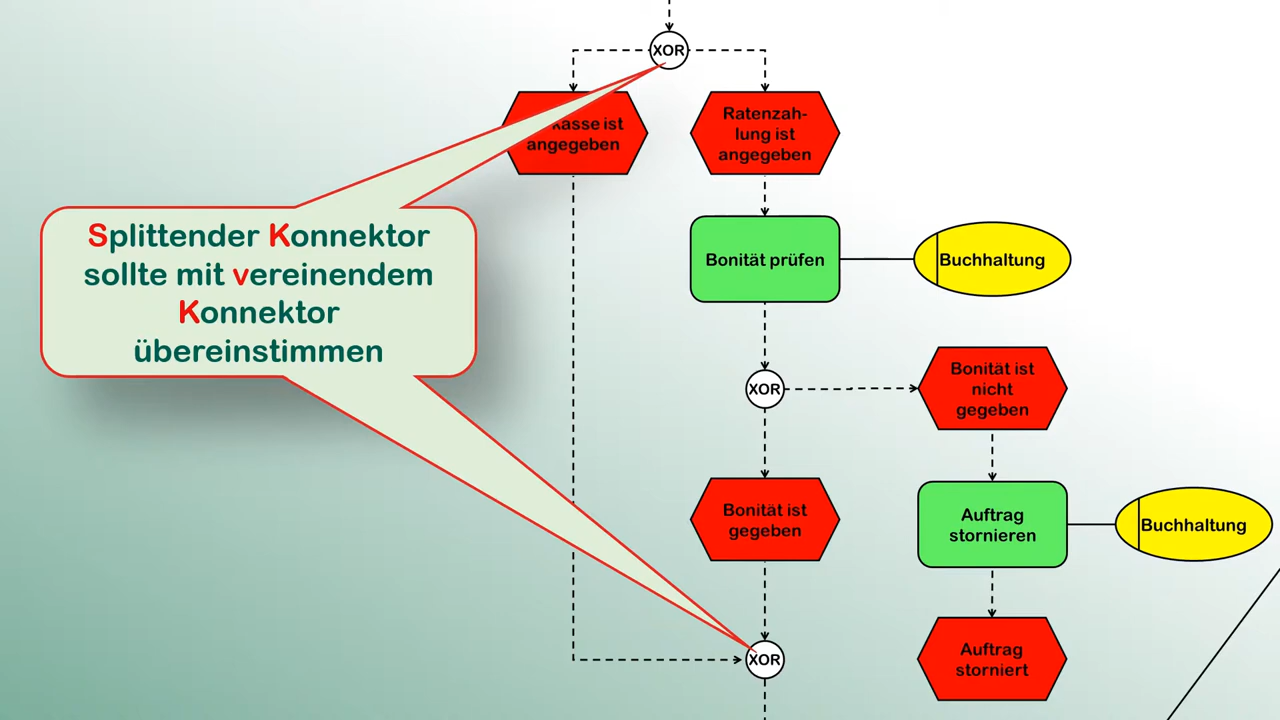 XOR
kasse ist
angegeben
Ratenzah-
lung ist
angegeben
Splittender Konnektor
sollte mit vereinendem
Konnektor
übereinstimmen
Bonität prüfen
Buchhaltung
XOR
Bonität ist
nicht
gegeben
Bonität ist
gegeben
Auftrag
stornieren
Buchhaltung
XOR
Auftrag
storniert